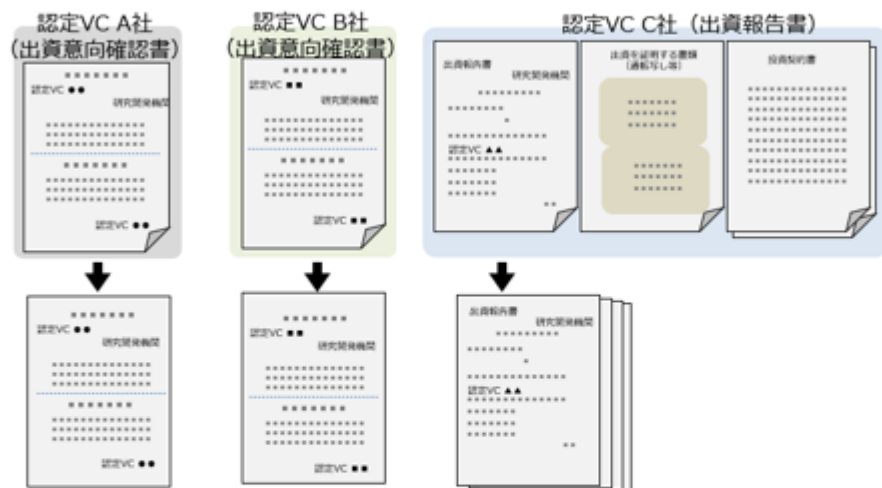 認定VC A社
（出資意向確認書）
認定VC B社
（出資意向確認書）
認定VC C社（出資報告書）
認定VC ●●
研究開発機関
認定VC ●●
認定VC ■■
研究開発機関
認定VC ■■
出資報告書
研究開発機関
認定VC ▲▲
出資を証明する書類
（通帳写し等）
投資契約書
認定VC ●●
研究開発機関
認定VC ●●
認定VC ■■
研究開発機関
認定VC ■■
出資報告書
研究開発機関
認定VC ▲▲